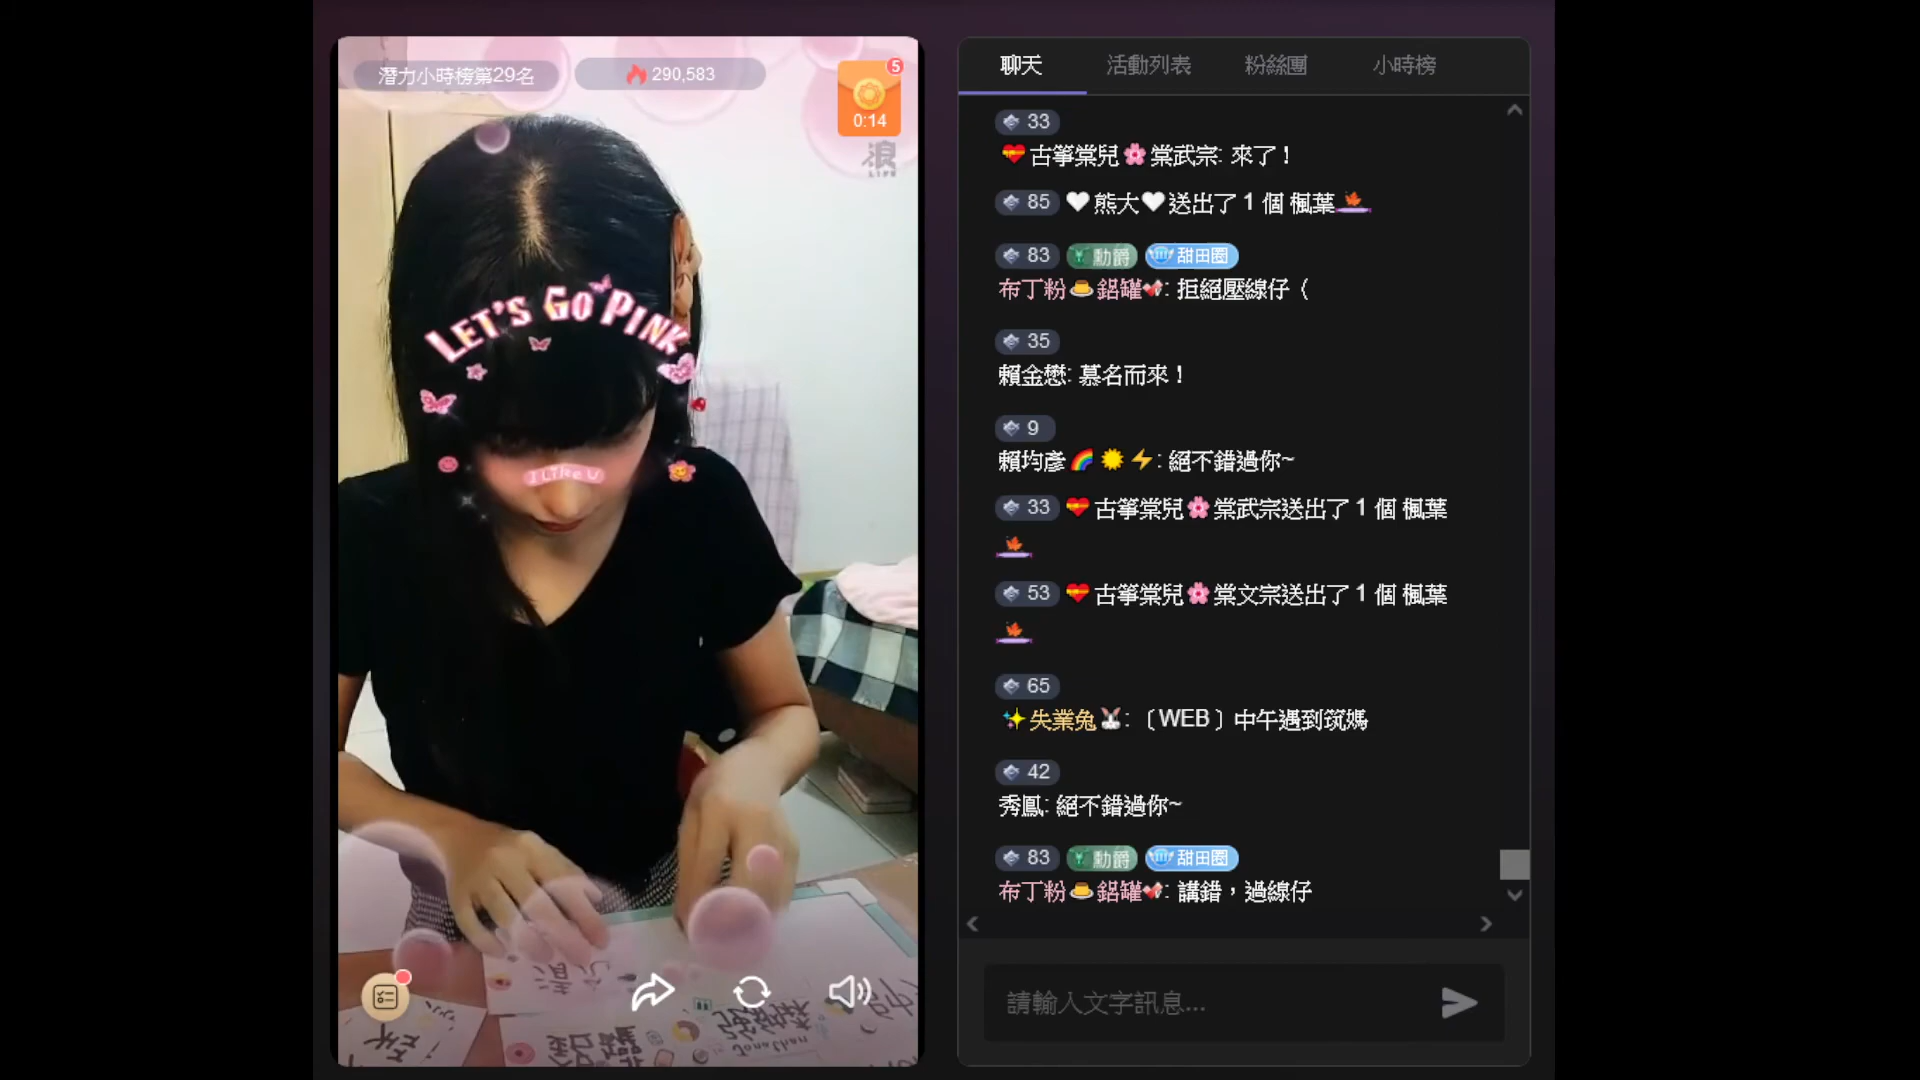 潛力小時榜第29名
290,583
5
0:14
浪
LIFE
LET'S GO PINK
I Like U
Jonathan
聊天
活動列表
粉絲團
小時榜
33
古箏棠兒🌸棠武宗: 來了!
85 🤍熊大🤍送出了 1 個 楓葉
83 勳爵 甜田圈
布丁粉🍮鋁罐: 拒絕壓線仔(
35
賴金懋: 慕名而來!
9
賴均彥🌈☀️⚡: 絕不錯過你~
33 💝古箏棠兒🌸棠武宗送出了 1 個 楓葉
53 💝古箏棠兒🌸棠文宗送出了 1 個 楓葉
65
✨失業兔🐰: 〔WEB〕中午遇到筑媽
42
秀鳳: 絕不錯過你~
83 勳爵 甜田圈
布丁粉🍮鋁罐: 講錯,過線仔
請輸入文字訊息...